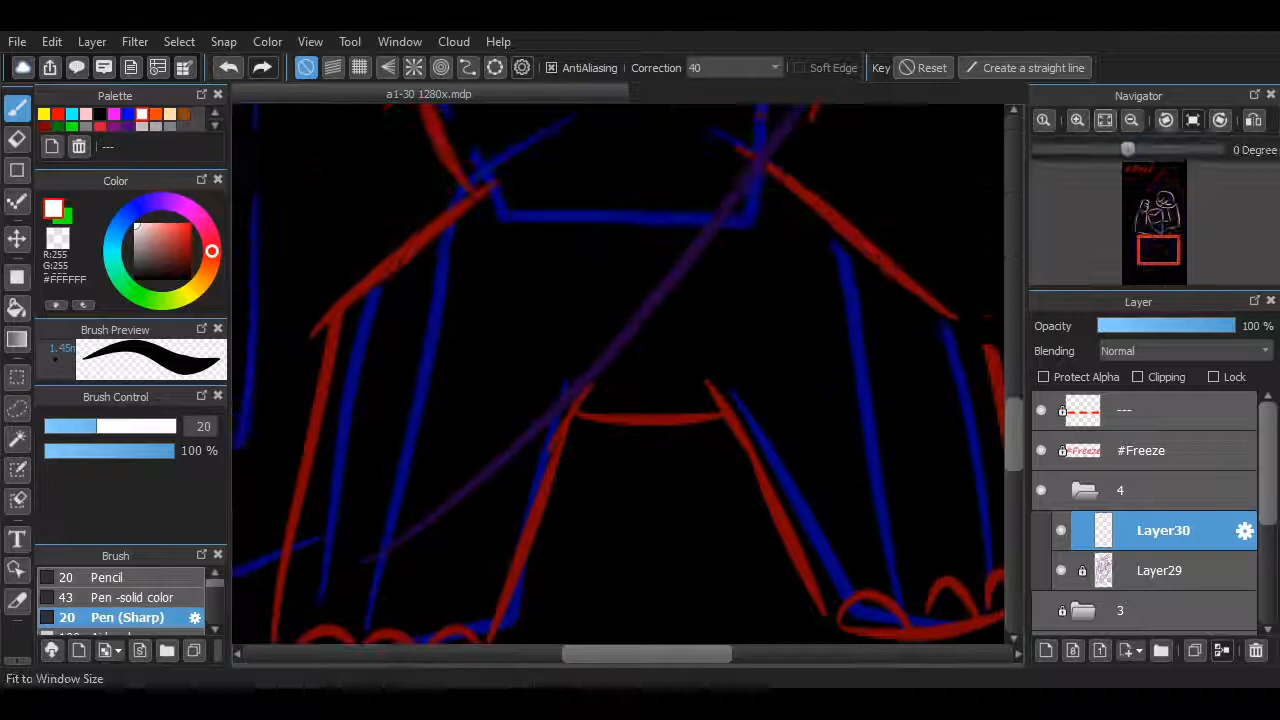 File Edit Layer Filter Select Snap Color View Tool Window Cloud Help
AntiAliasing Correction 40 Soft Edge Key Reset Create a straight line
Palette
a1-30 1280x.mdp
Navigator
---
0 Degree
Color
R:255
G:255
#FFFFFF
Brush Preview
1.45m
Brush Control
20
100 %
Brush
20 Pencil
43 Pen -solid color
20 Pen (Sharp)
Layer
Opacity 100 %
Blending Normal
Protect Alpha Clipping Lock
---
#Freeze #Freeze
4
Layer30
Layer29
3
T
Fit to Window Size